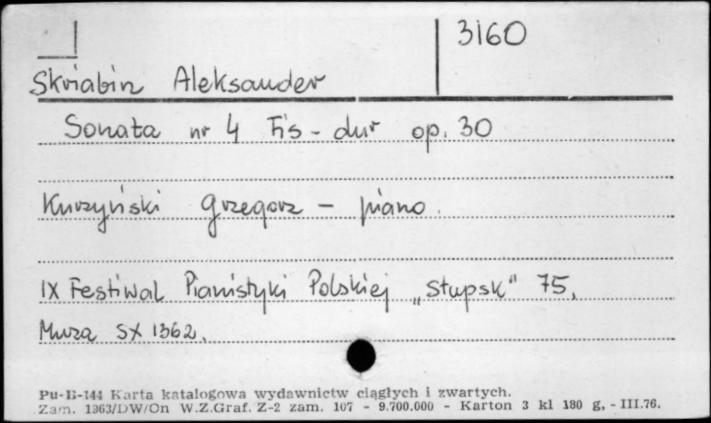 3160
Skriabin Aleksander
Sonata nr 4 Fis-dur op. 30
Kurzyński Grzegorz - piano.
IX Festiwal Pianistyki Polskiej „Słupsk" 75,
Muza SX 1362.
Pu-B-144 Karta katalogowa wydawnictw ciągłych i zwartych.
Zam. 1363/DW/On W.Z.Graf. Z-2 zam. 107 - 9.700.000 - Karton 3 kl 180 g. - III.76.